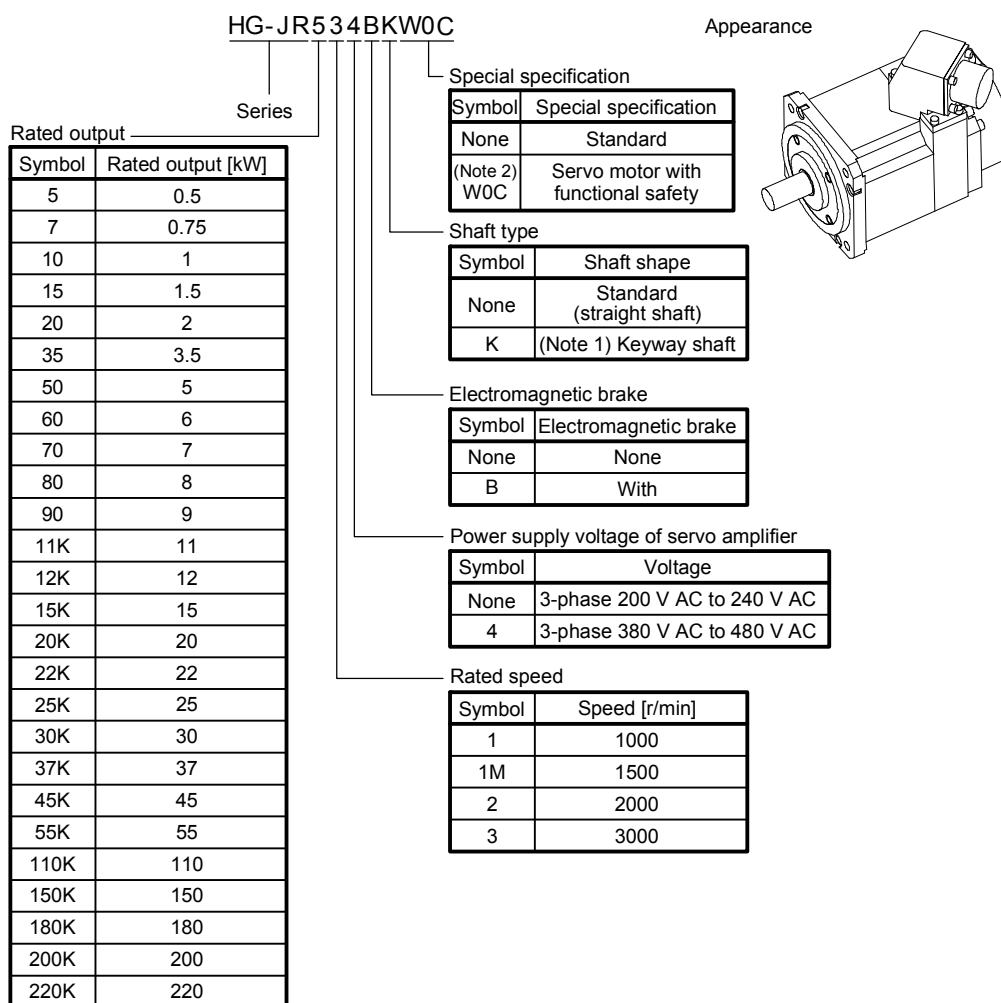 HG-JR534BKW0C
Appearance
Series
Rated output
Symbol Rated output [kW]
5 0.5
7 0.75
10 1
15 1.5
20 2
35 3.5
50 5
60 6
70 7
80 8
90 9
11K 11
12K 12
15K 15
20K 20
22K 22
25K 25
30K 30
37K 37
45K 45
55K 55
110K 110
150K 150
180K 180
200K 200
220K 220
Special specification
Symbol Special specification
None Standard
(Note 2)
W0C
Servo motor with
functional safety
Shaft type
Symbol Shaft shape
None
Standard
(straight shaft)
K (Note 1) Keyway shaft
Electromagnetic brake
Symbol Electromagnetic brake
None None
B With
Power supply voltage of servo amplifier
Symbol Voltage
None 3-phase 200 V AC to 240 V AC
4 3-phase 380 V AC to 480 V AC
Rated speed
Symbol Speed [r/min]
1 1000
1M 1500
2 2000
3 3000